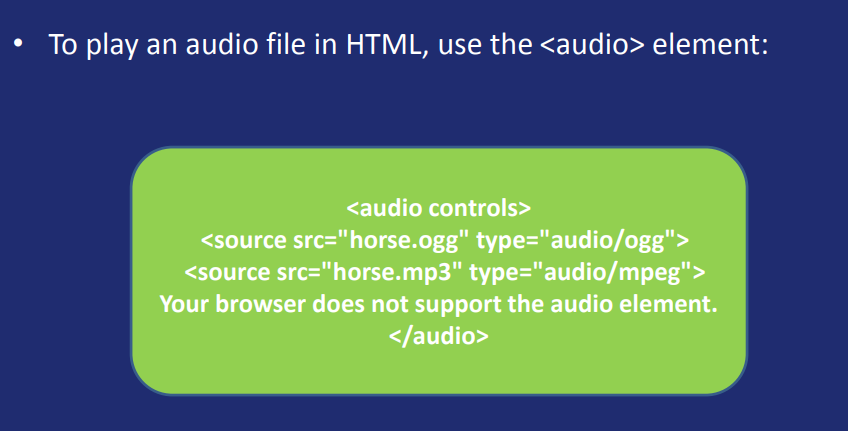 • To play an audio file in HTML, use the <audio> element:
<audio controls>
<source src="horse.ogg" type="audio/ogg">
<source src="horse.mp3" type="audio/mpeg">
Your browser does not support the audio element.
</audio>